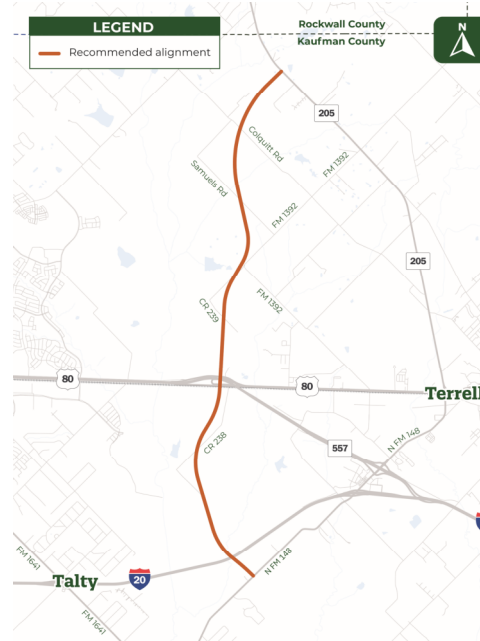 LEGEND
Recommended alignment
Rockwall County
Kaufman County
N
205
Colquitt Rd
Samuels Rd
FM 1392
FM 1392
205
CR 239
FM 1392
80
80
Terrell
CR 238
N FM 148
557
N FM 148
FM 1641
Talty
20
FM 1641